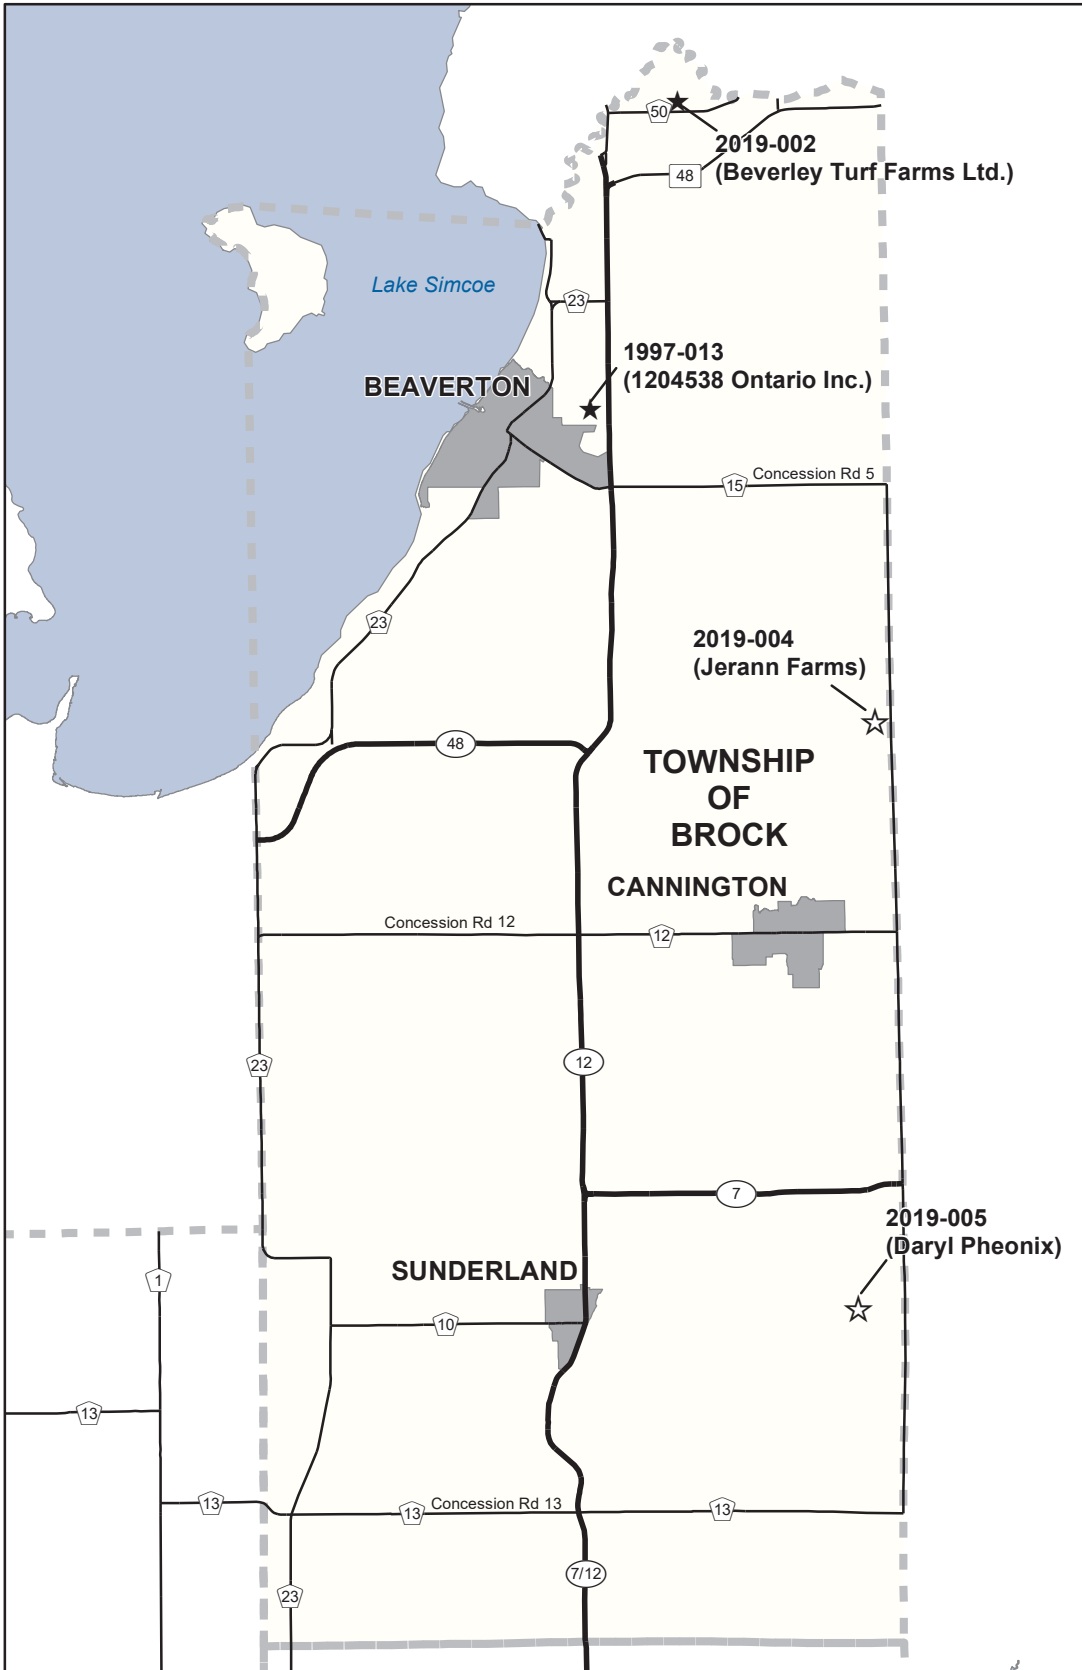 50
2019-002
(Beverley Turf Farms Ltd.)
48
Lake Simcoe
23
1997-013
(1204538 Ontario Inc.)
BEAVERTON
Concession Rd 5
15
23
2019-004
(Jerann Farms)
48
TOWNSHIP
OF
BROCK
CANNINGTON
Concession Rd 12
12
23
12
7
2019-005
(Daryl Pheonix)
SUNDERLAND
1
10
13
13
Concession Rd 13
13
13
7/12
23